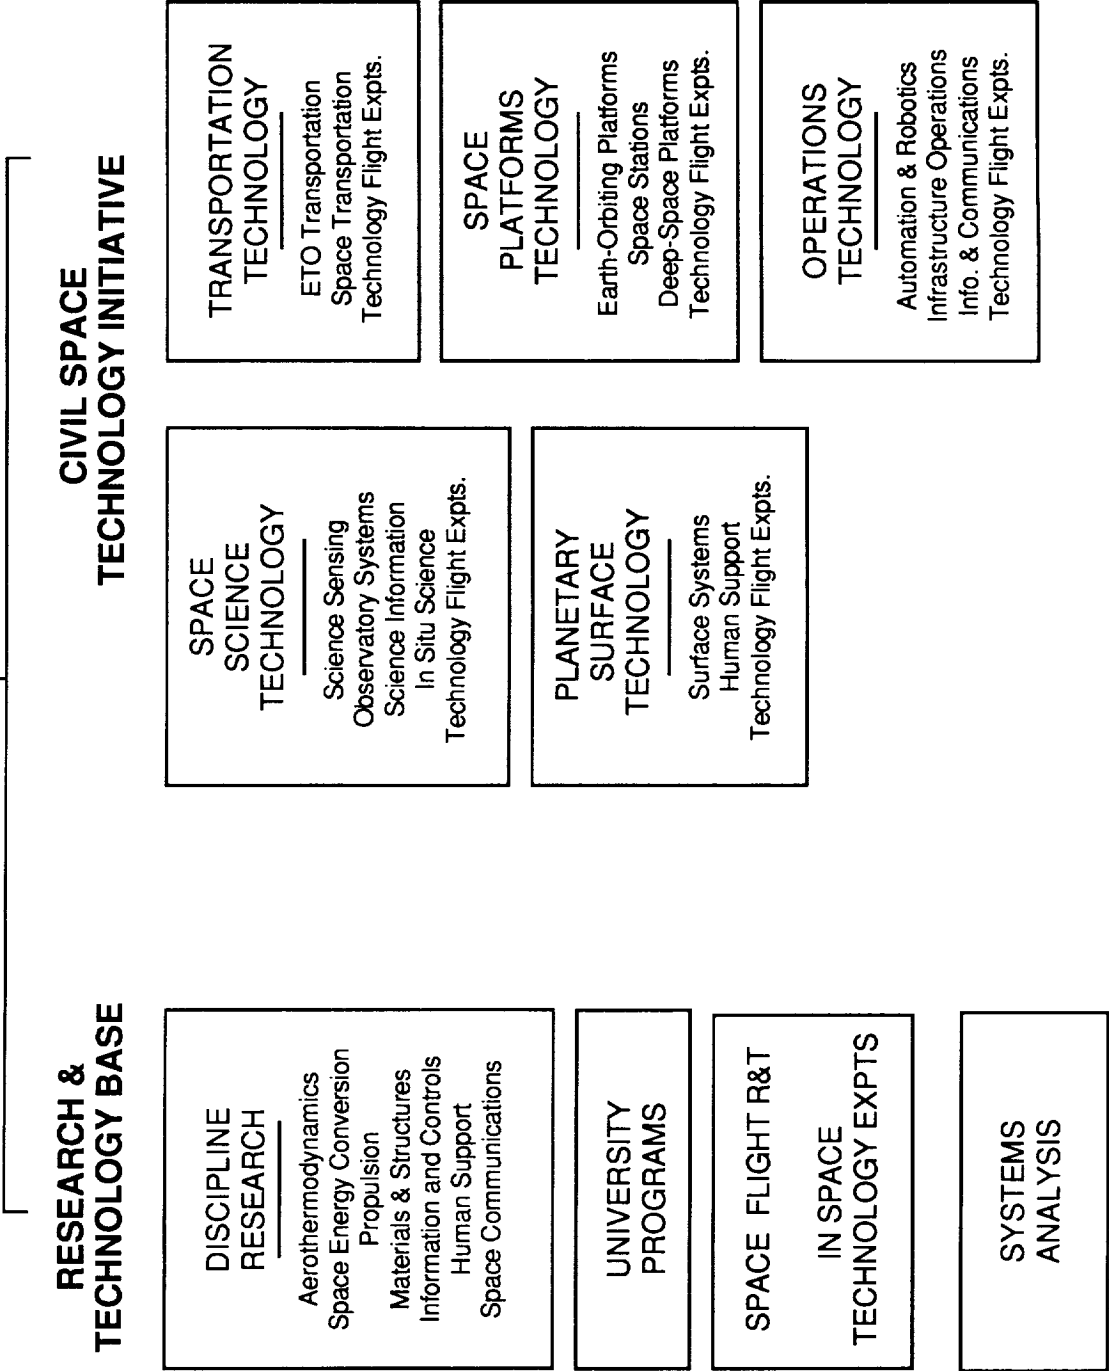 RESEARCH &
TECHNOLOGY BASE
DISCIPLINE
RESEARCH
Aerothermodynamics
Space Energy Conversion
Propulsion
Materials & Structures
Information and Controls
Human Support
Space Communications
UNIVERSITY
PROGRAMS
SPACE FLIGHT R&T
IN SPACE
TECHNOLOGY EXPTS
SYSTEMS
ANALYSIS
CIVIL SPACE
TECHNOLOGY INITIATIVE
SPACE
SCIENCE
TECHNOLOGY
Science Sensing
Observatory Systems
Science Information
In Situ Science
Technology Flight Expts.
PLANETARY
SURFACE
TECHNOLOGY
Surface Systems
Human Support
Technology Flight Expts.
TRANSPORTATION
TECHNOLOGY
ETO Transportation
Space Transportation
Technology Flight Expts.
SPACE
PLATFORMS
TECHNOLOGY
Earth-Orbiting Platforms
Space Stations
Deep-Space Platforms
Technology Flight Expts.
OPERATIONS
TECHNOLOGY
Automation & Robotics
Infrastructure Operations
Info. & Communications
Technology Flight Expts.